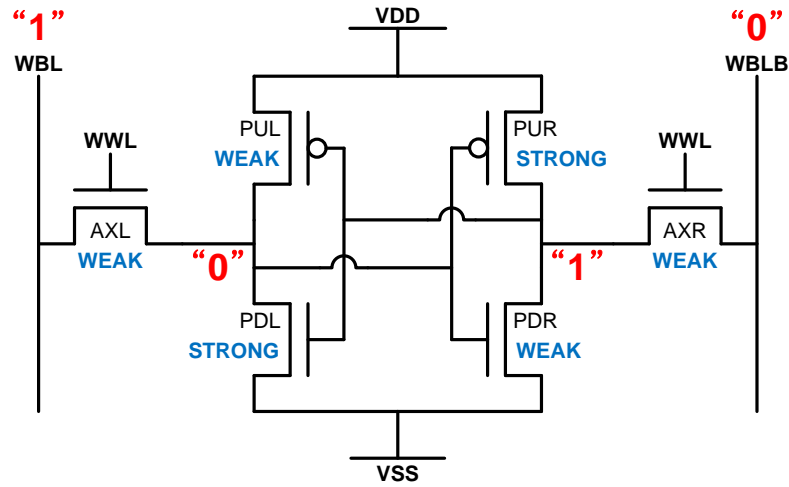 “1”
WBL
VDD
“0”
WBLB
PUL
WEAK
PUR
STRONG
WWL
WWL
AXL
WEAK
“0”
“1”
AXR
WEAK
PDL
STRONG
PDR
WEAK
VSS